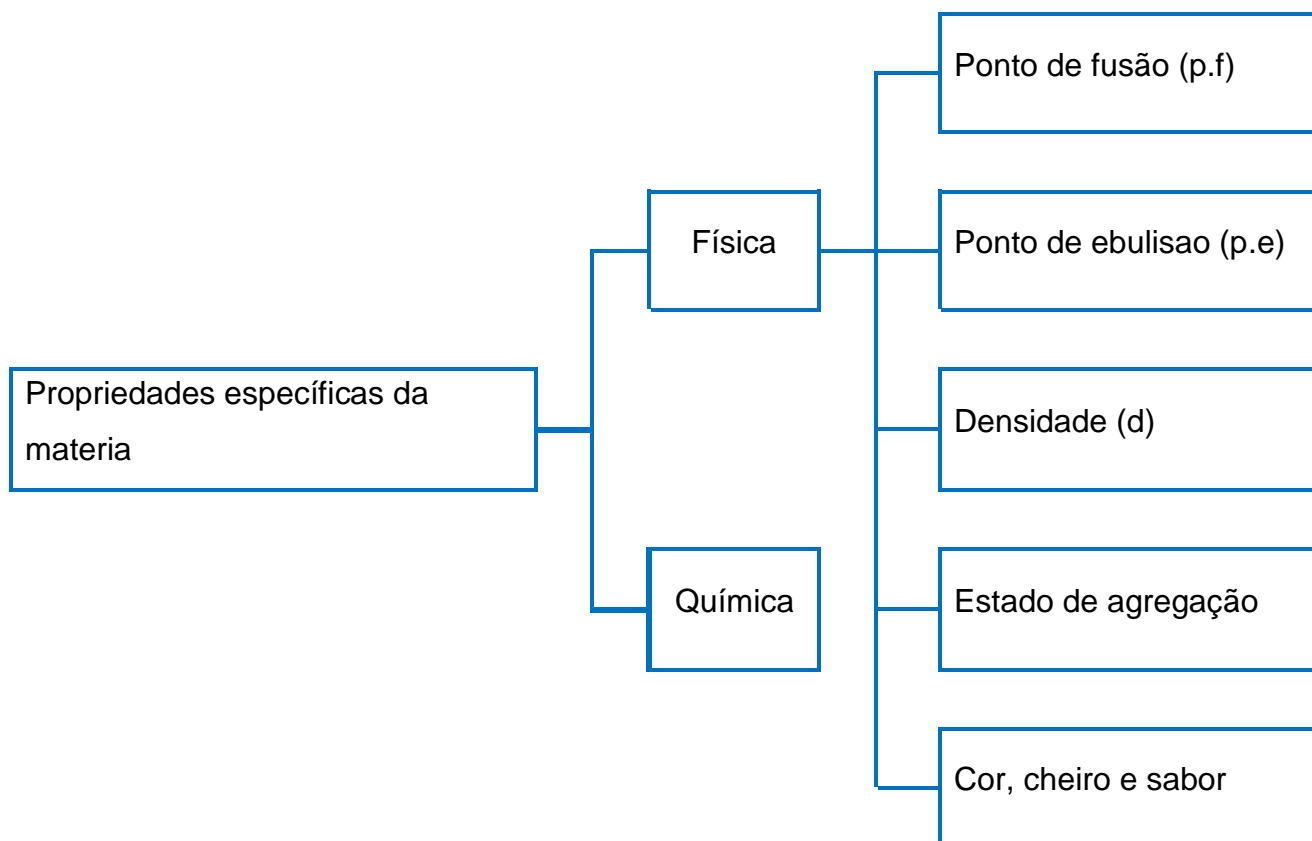 Ponto de fusão (p.f)
Física
Ponto de ebulisao (p.e)
Propriedades específicas da
materia
Densidade (d)
Química
Estado de agregação
Cor, cheiro e sabor